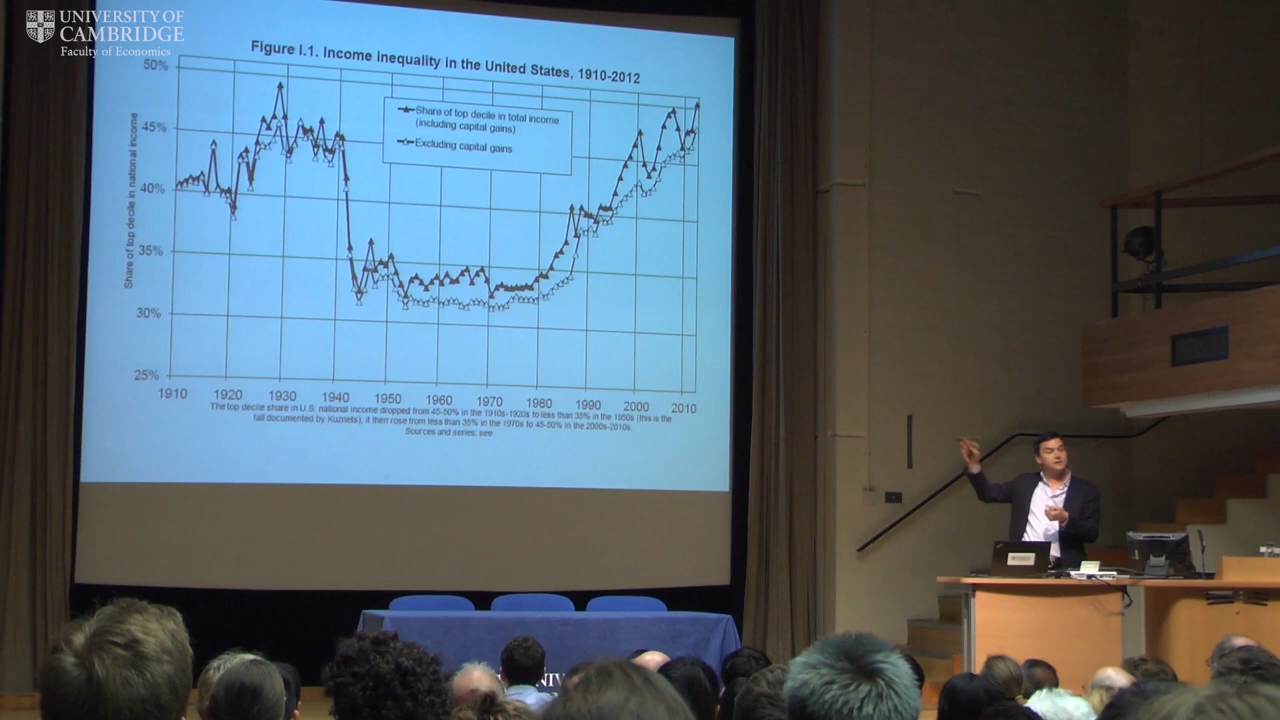 UNIVERSITY OF
CAMBRIDGE
Faculty of Economics
Figure I.1. Income inequality in the United States, 1910-2012
50%
45%
40%
35%
30%
25%
Share of top decile in national income
Share of top decile in total income
(including capital gains)
Excluding capital gains
1910 1920 1930 1940 1950 1960 1970 1980 1990 2000 2010
The top decile share in U.S. national income dropped from 45-50% in the 1910s-1920s to less than 35% in the 1950s (this is the
fall documented by Kuznets); it then rose from less than 35% in the 1970s to 45-50% in the 2000s-2010s.
Sources and series: see